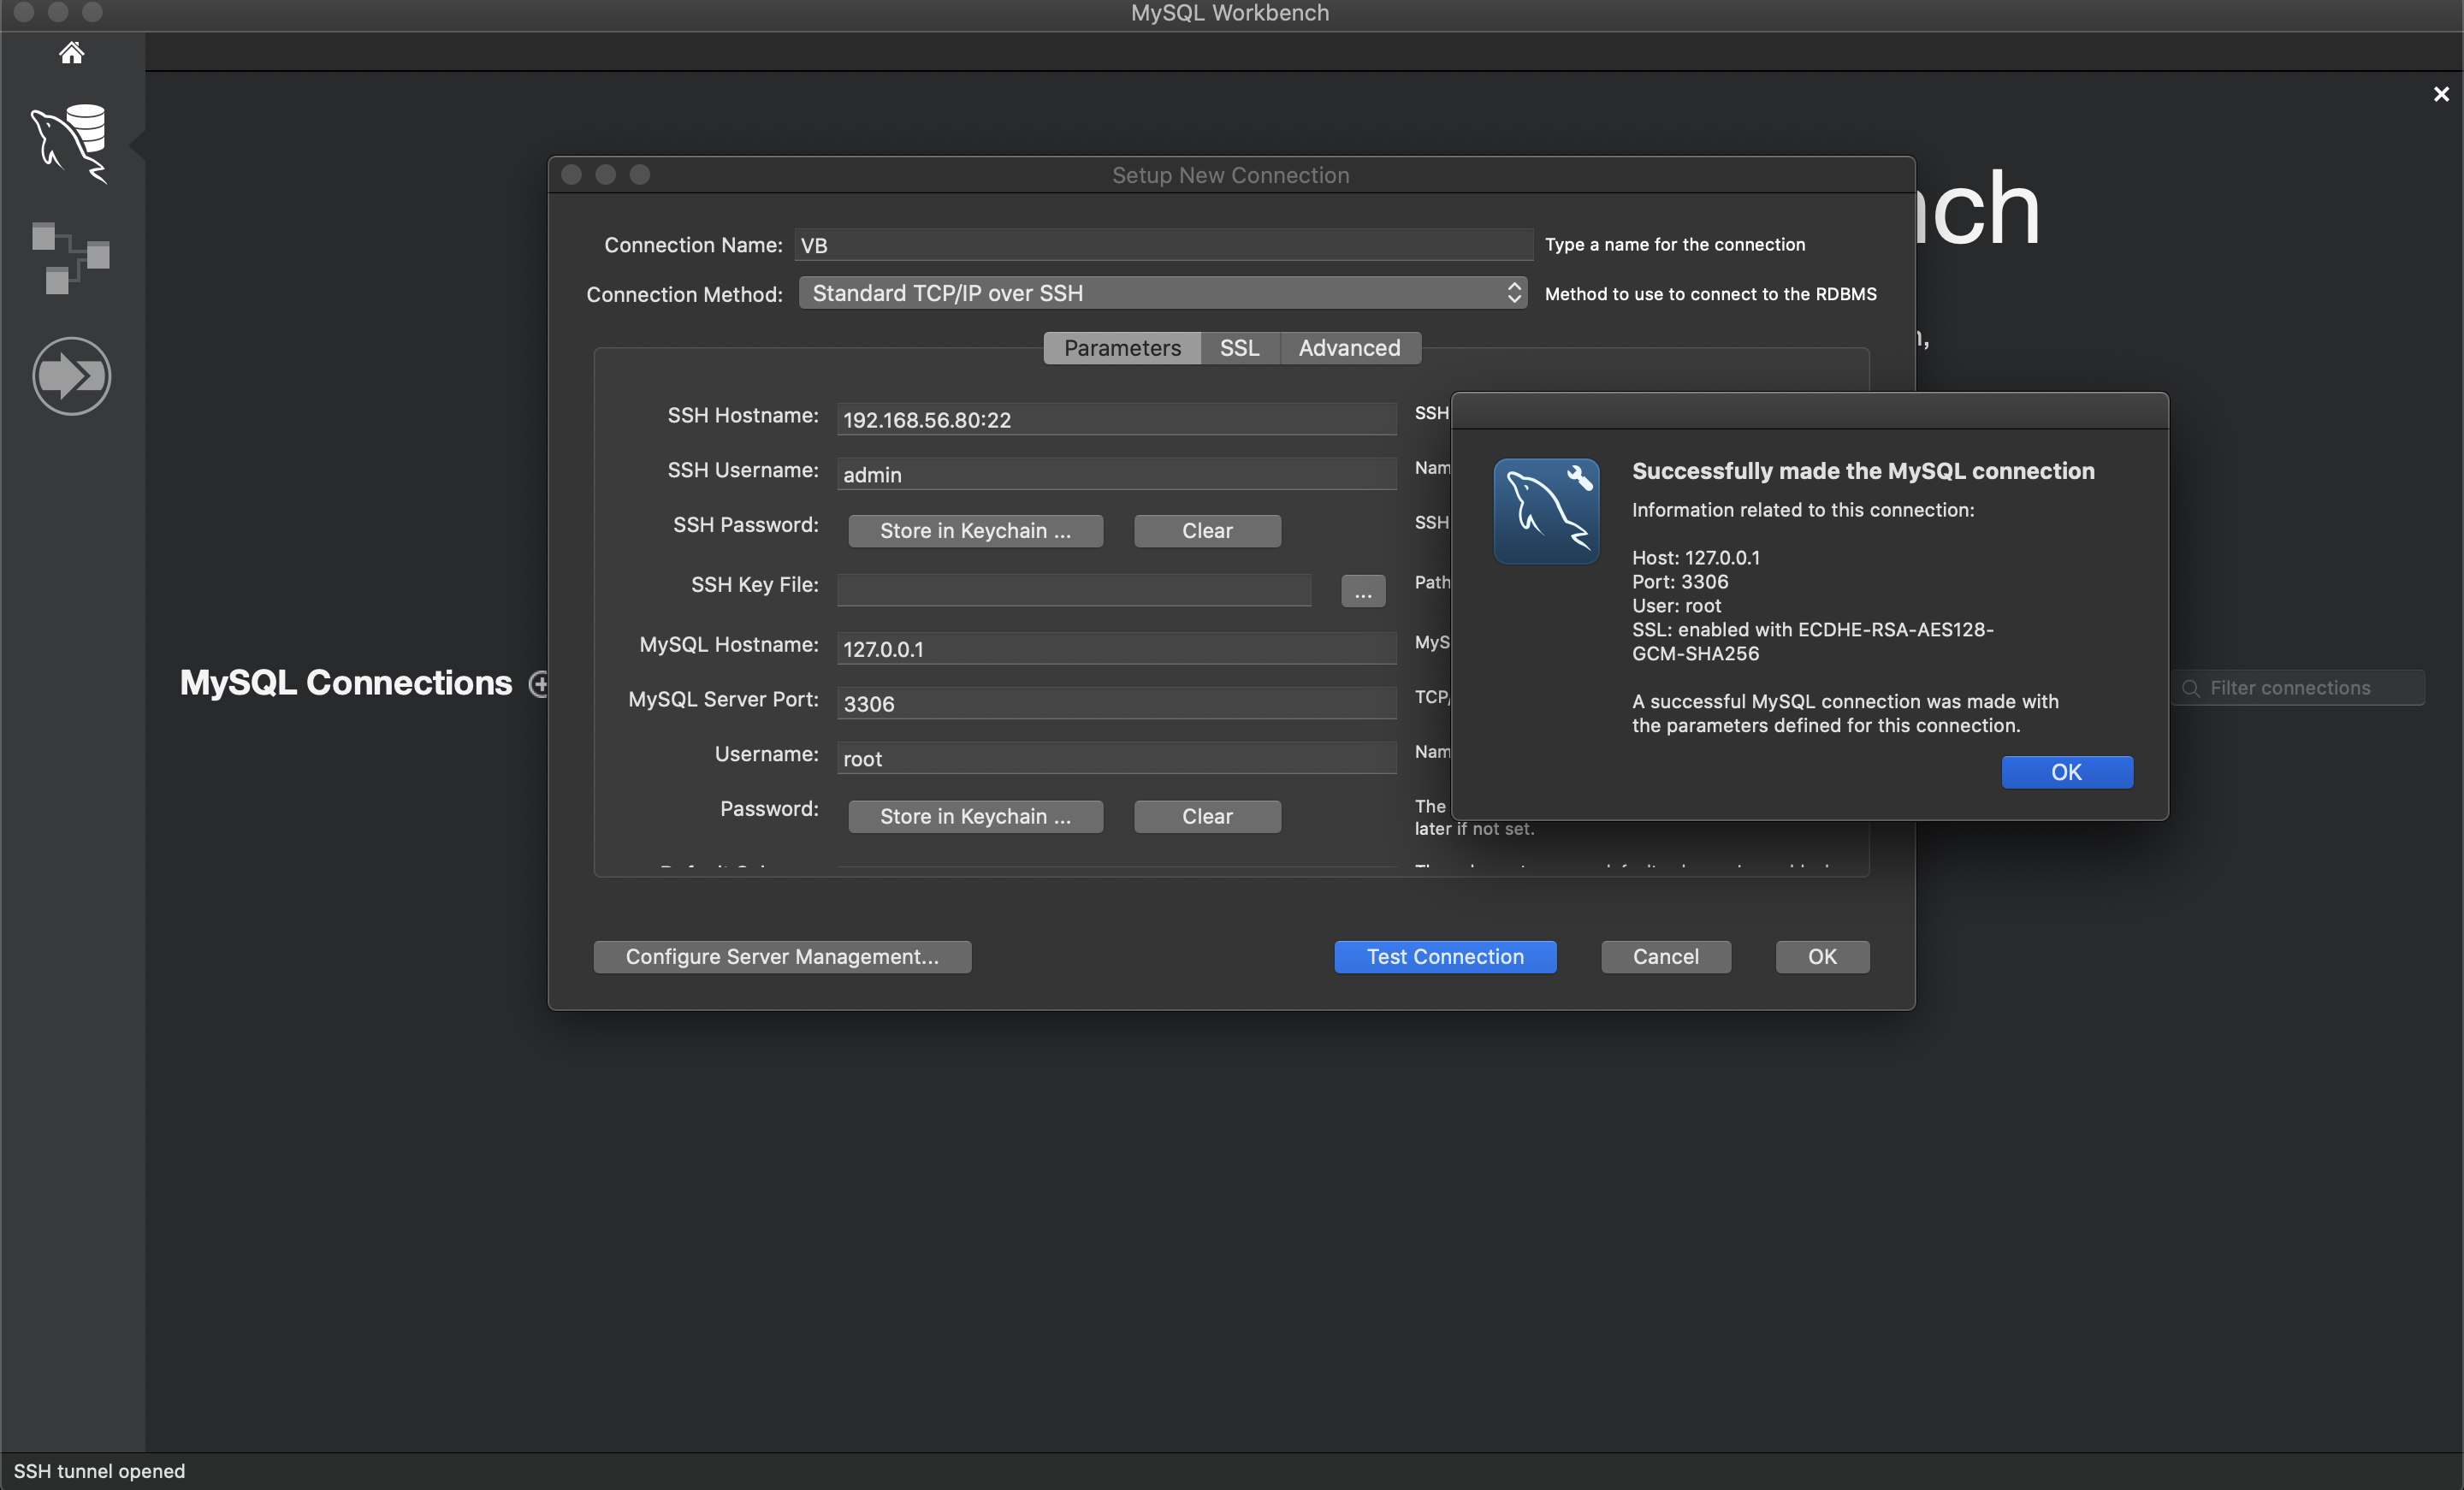 MySQL Workbench
Setup New Connection
Connection Name: VB Type a name for the connection
Connection Method: Standard TCP/IP over SSH Method to use to connect to the RDBMS
Parameters SSL Advanced
SSH Hostname: 192.168.56.80:22 SSH
SSH Username: admin
SSH Password: Store in Keychain ... Clear SSH
SSH Key File: ... Path
MySQL Hostname: 127.0.0.1
MySQL Server Port: 3306 TCP/
Username: root
Password: Store in Keychain ... Clear The
later if not set.
Configure Server Management... Test Connection Cancel OK
Successfully made the MySQL connection
Information related to this connection:
Host: 127.0.0.1
Port: 3306
User: root
SSL: enabled with ECDHE-RSA-AES128-
GCM-SHA256
A successful MySQL connection was made with
the parameters defined for this connection.
OK
MySQL Connections
Filter connections
SSH tunnel opened